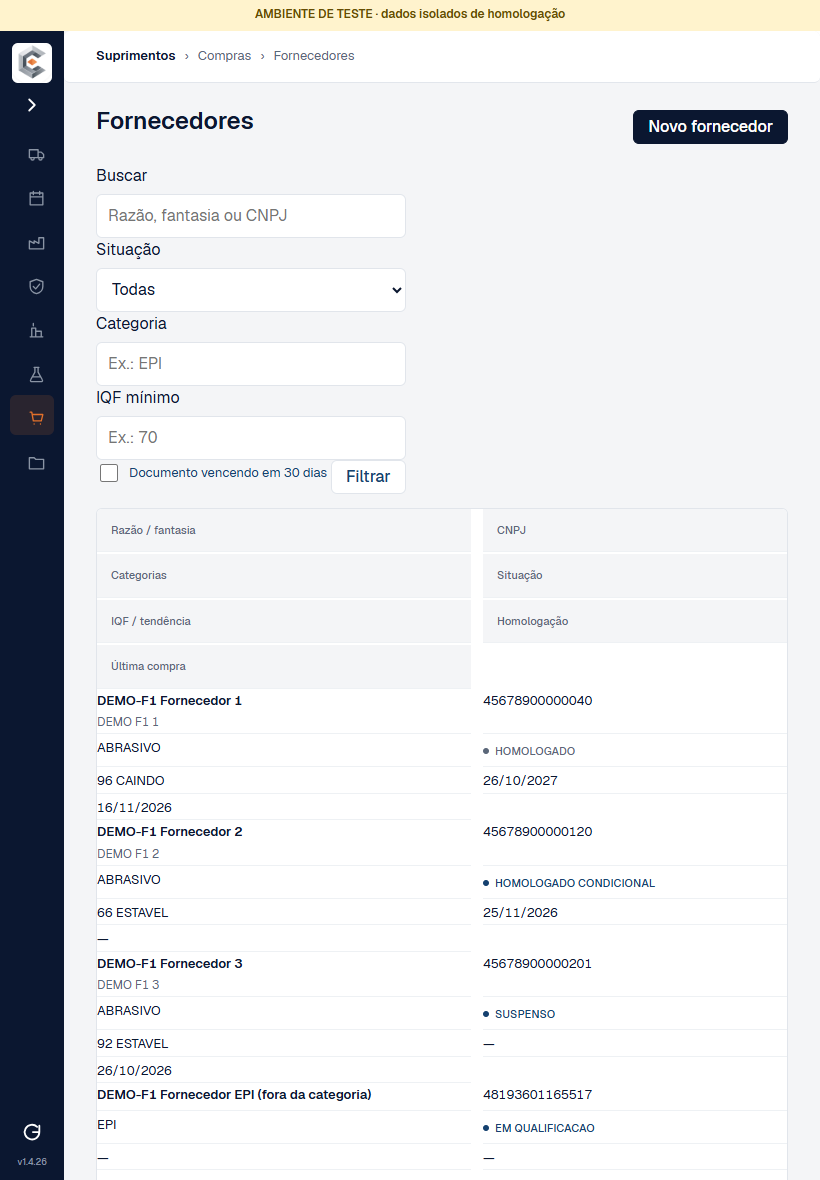 AMBIENTE DE TESTE · dados isolados de homologação
Suprimentos › Compras › Fornecedores
Fornecedores
Novo fornecedor
Buscar
Razão, fantasia ou CNPJ
Situação
Todas
Categoria
Ex.: EPI
IQF mínimo
Ex.: 70
Documento vencendo em 30 dias Filtrar
Razão / fantasia CNPJ
Categorias Situação
IQF / tendência Homologação
Última compra
DEMO-F1 Fornecedor 1 45678900000040
DEMO F1 1
ABRASIVO HOMOLOGADO
96 CAINDO 26/10/2027
16/11/2026
DEMO-F1 Fornecedor 2 45678900000120
DEMO F1 2
ABRASIVO HOMOLOGADO CONDICIONAL
66 ESTAVEL 25/11/2026
—
DEMO-F1 Fornecedor 3 45678900000201
DEMO F1 3
ABRASIVO SUSPENSO
92 ESTAVEL —
26/10/2026
DEMO-F1 Fornecedor EPI (fora da categoria) 48193601165517
EPI EM QUALIFICACAO
— —
v1.4.26